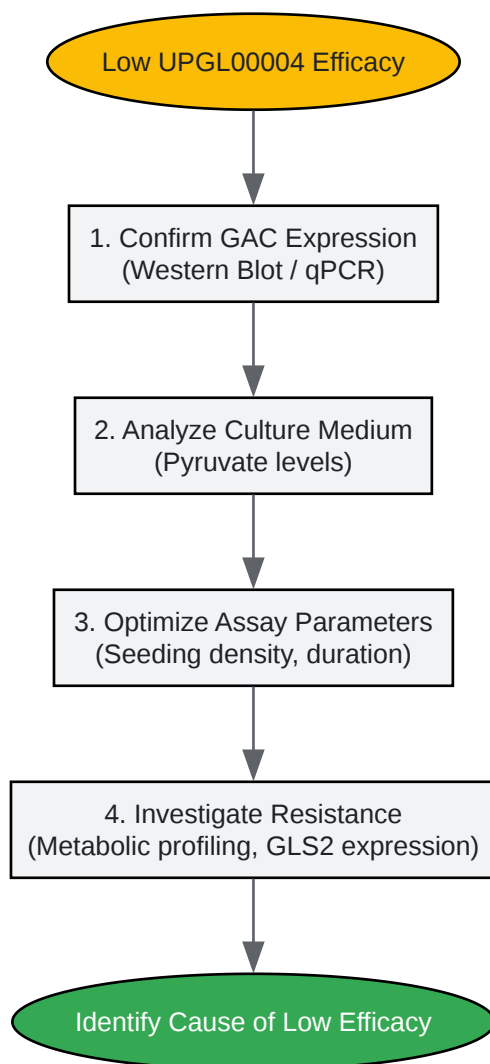 Low UPGL00004 Efficacy
1. Confirm GAC Expression
(Western Blot / qPCR)
2. Analyze Culture Medium
(Pyruvate levels)
3. Optimize Assay Parameters
(Seeding density, duration)
4. Investigate Resistance
(Metabolic profiling, GLS2 expression)
Identify Cause of Low Efficacy